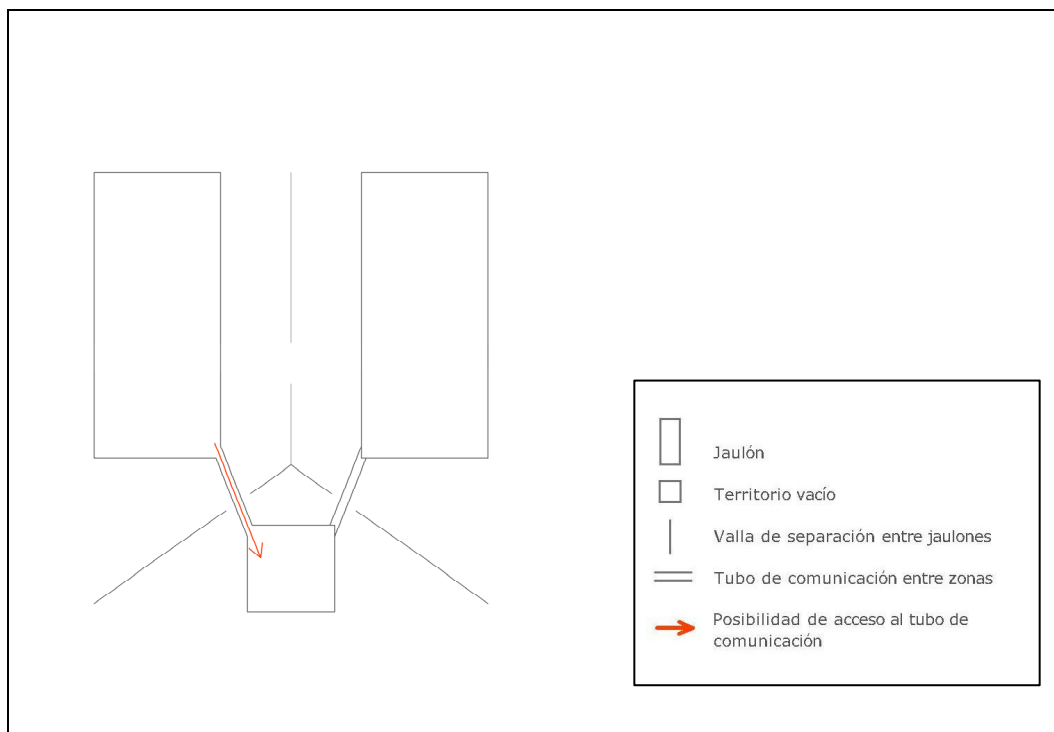 Jaulón
Territorio vacío
Valla de separación entre jaulones
Tubo de comunicación entre zonas
Posibilidad de acceso al tubo de
comunicación